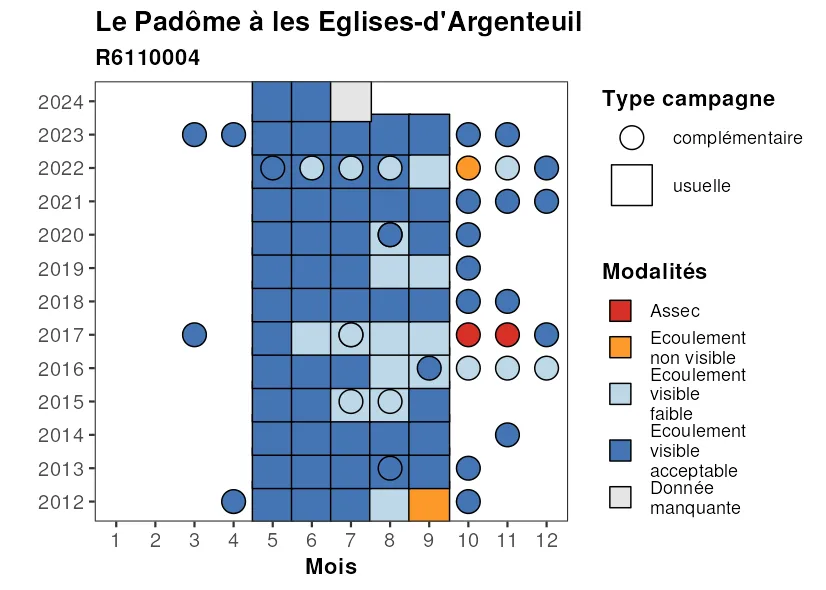 Le Padôme à les Eglises-d'Argenteuil
R6110004
2024
2023
2022
2021
2020
2019
2018
2017
2016
2015
2014
2013
2012
1 2 3 4 5 6 7 8 9 10 11 12
Mois
Type campagne
complémentaire
usuelle
Modalités
Assec
Ecoulement
non visible
Ecoulement
visible
faible
Ecoulement
visible
acceptable
Donnée
manquante